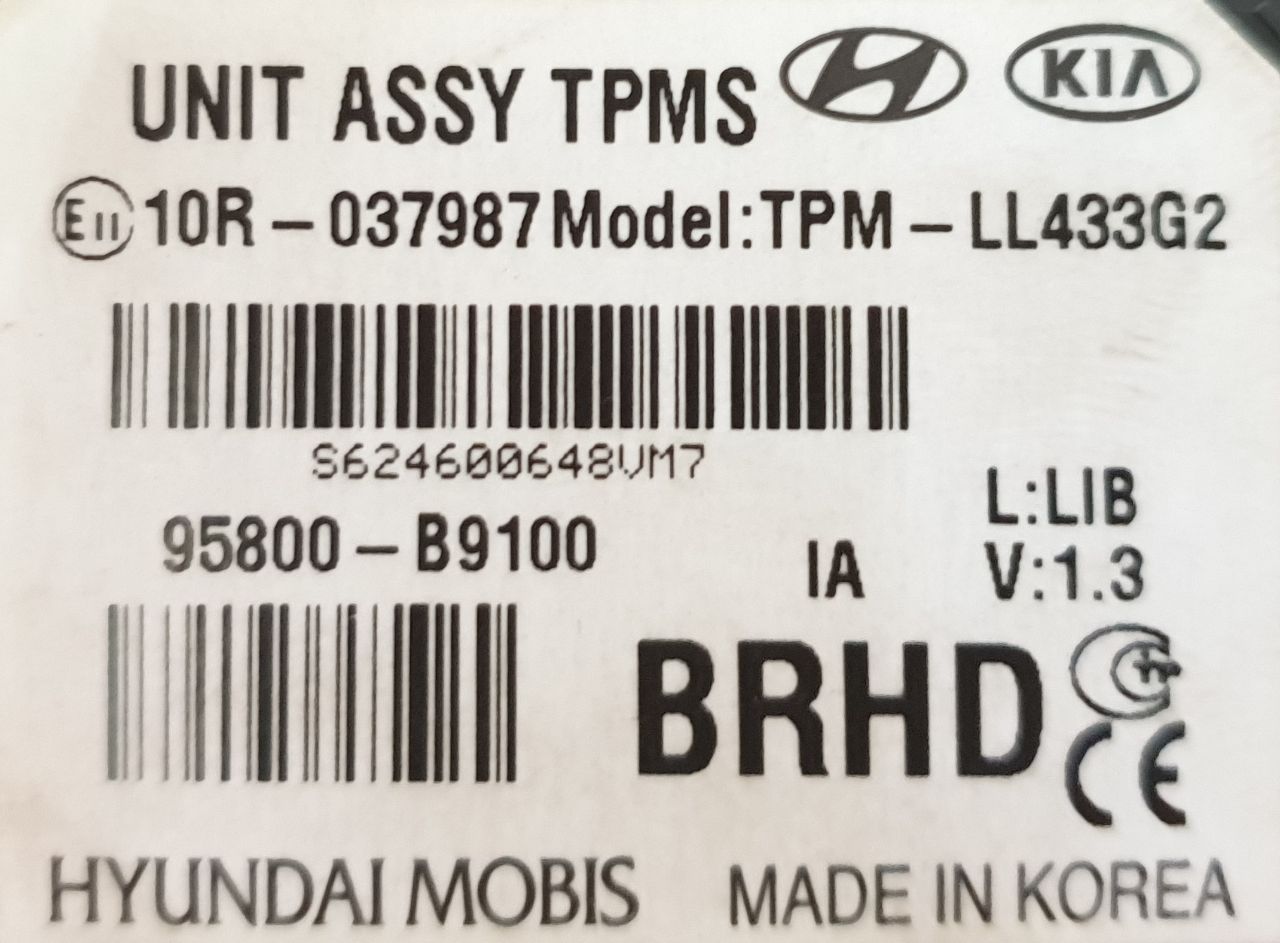 UNIT ASSY TPMS KIA
E11 10R-037987 Model:TPM-LL433G2
S624600648VM7
95800-B9100
IA
L:LIB
V:1.3
BRHD
CE
HYUNDAI MOBIS MADE IN KOREA